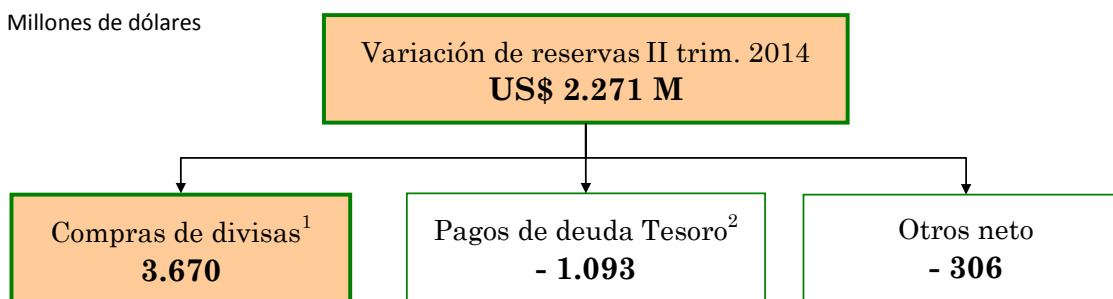 Millones de dólares
Variación de reservas II trim. 2014
US$ 2.271 M
Compras de divisas¹
3.670
Pagos de deuda Tesoro²
- 1.093
Otros neto
- 306